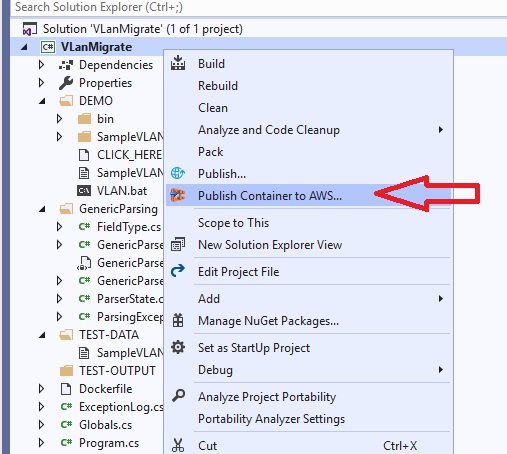 Search Solution Explorer (Ctrl+;)
Solution 'VLanMigrate' (1 of 1 project)
C# VLanMigrate
Dependencies
Properties
DEMO
bin
SampleVLAN
CLICK_HERE
SampleVLAN
VLAN.bat
GenericParsing
C# FieldType.cs
C# GenericParse
GenericParse
C# GenericParse
C# ParserState.c
C# ParsingExcep
TEST-DATA
SampleVLAN
TEST-OUTPUT
Dockerfile
C# ExceptionLog.cs
C# Globals.cs
C# Program.cs
Build
Rebuild
Clean
Analyze and Code Cleanup
Pack
Publish...
Publish Container to AWS...
Scope to This
New Solution Explorer View
Edit Project File
Add
Manage NuGet Packages...
Set as StartUp Project
Debug
Analyze Project Portability
Portability Analyzer Settings
Cut Ctrl+X